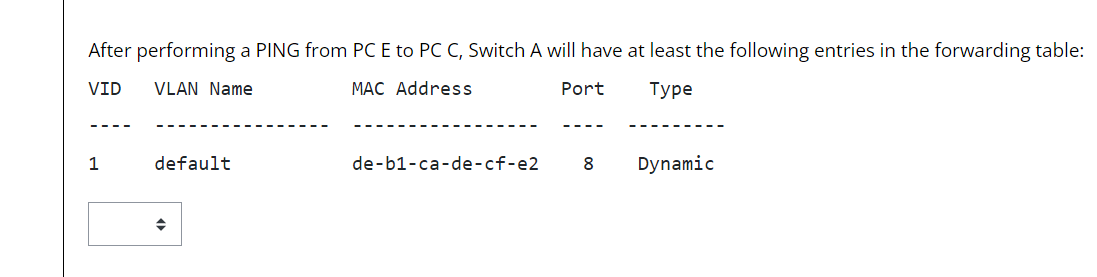 After performing a PING from PC E to PC C, Switch A will have at least the following entries in the forwarding table:
VID VLAN Name MAC Address Port Type
---- ----------------- ----------------- ---- ---------
1 default de-b1-ca-de-cf-e2 8 Dynamic